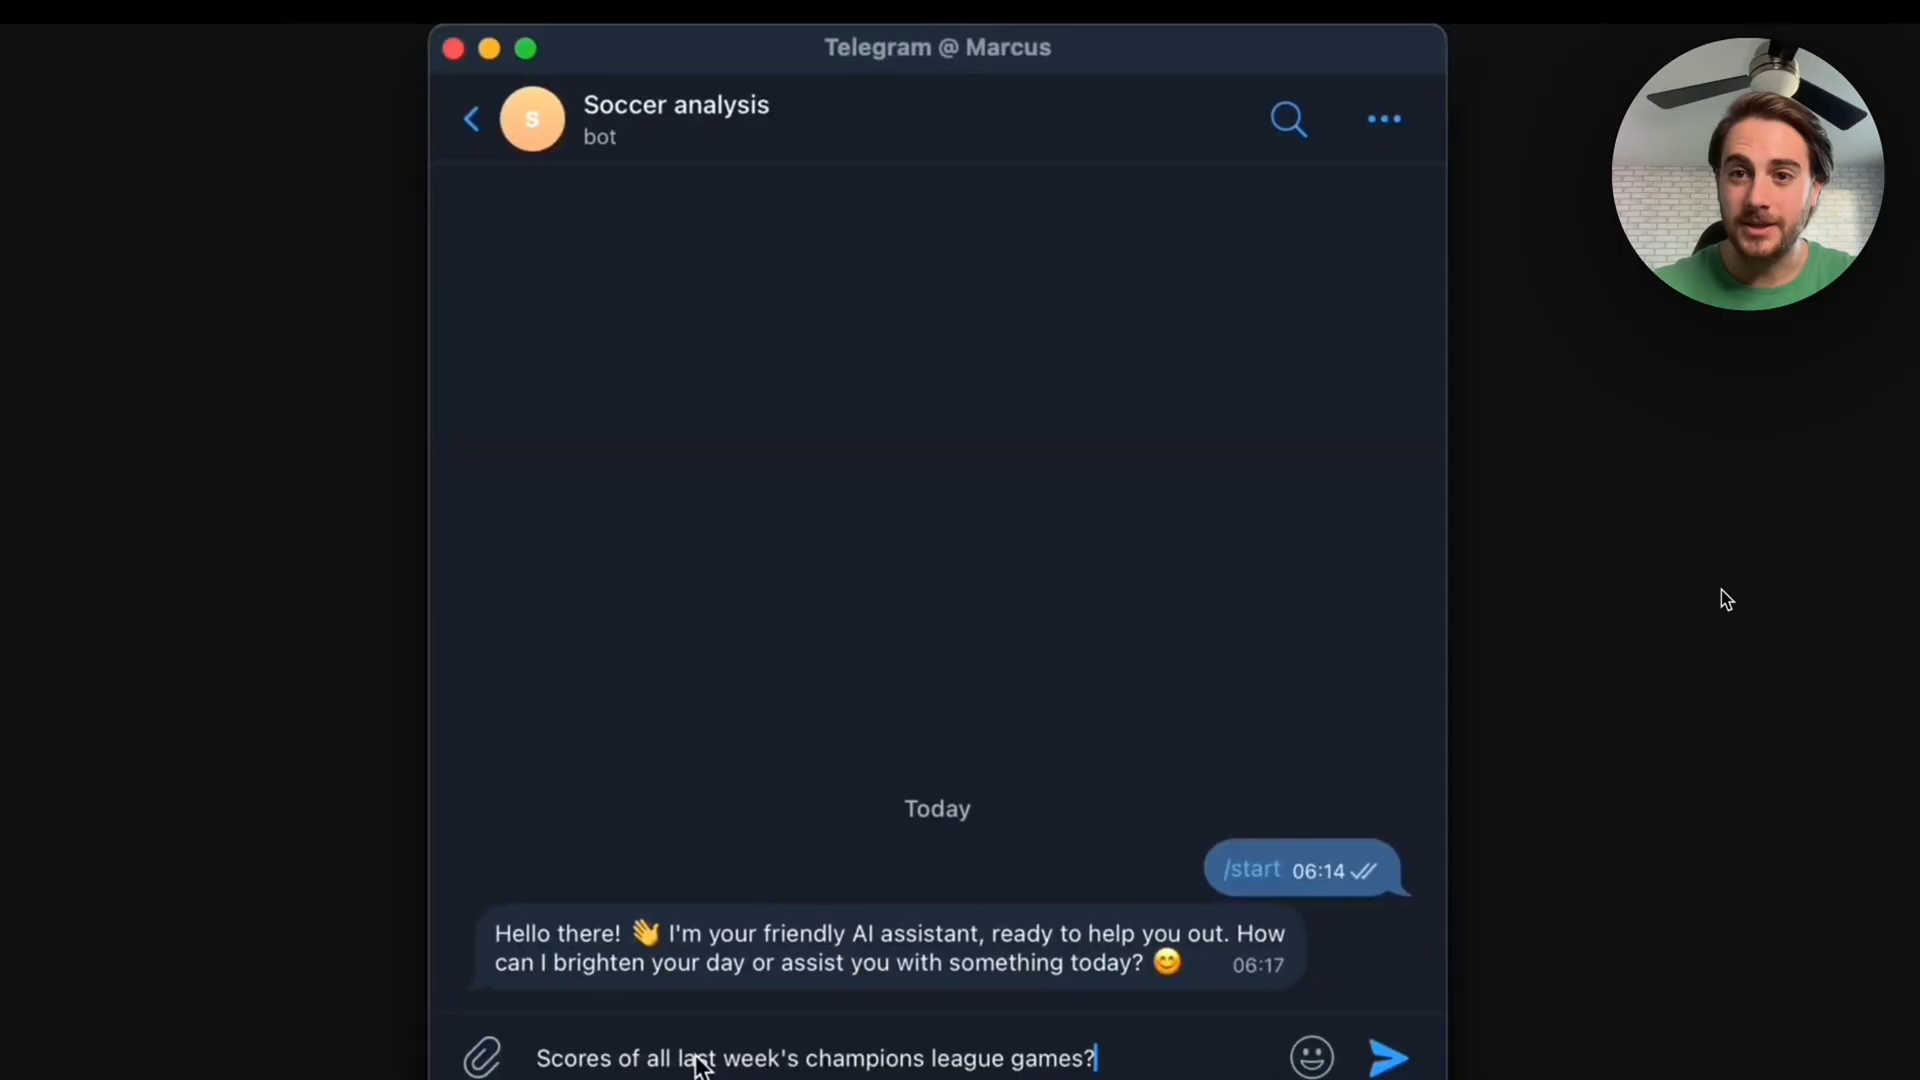 Telegram @ Marcus
S
Soccer analysis
bot
Today
/start 06:14
Hello there! 👋 I'm your friendly AI assistant, ready to help you out. How
can I brighten your day or assist you with something today? 😊 06:17
Scores of all last week's champions league games?